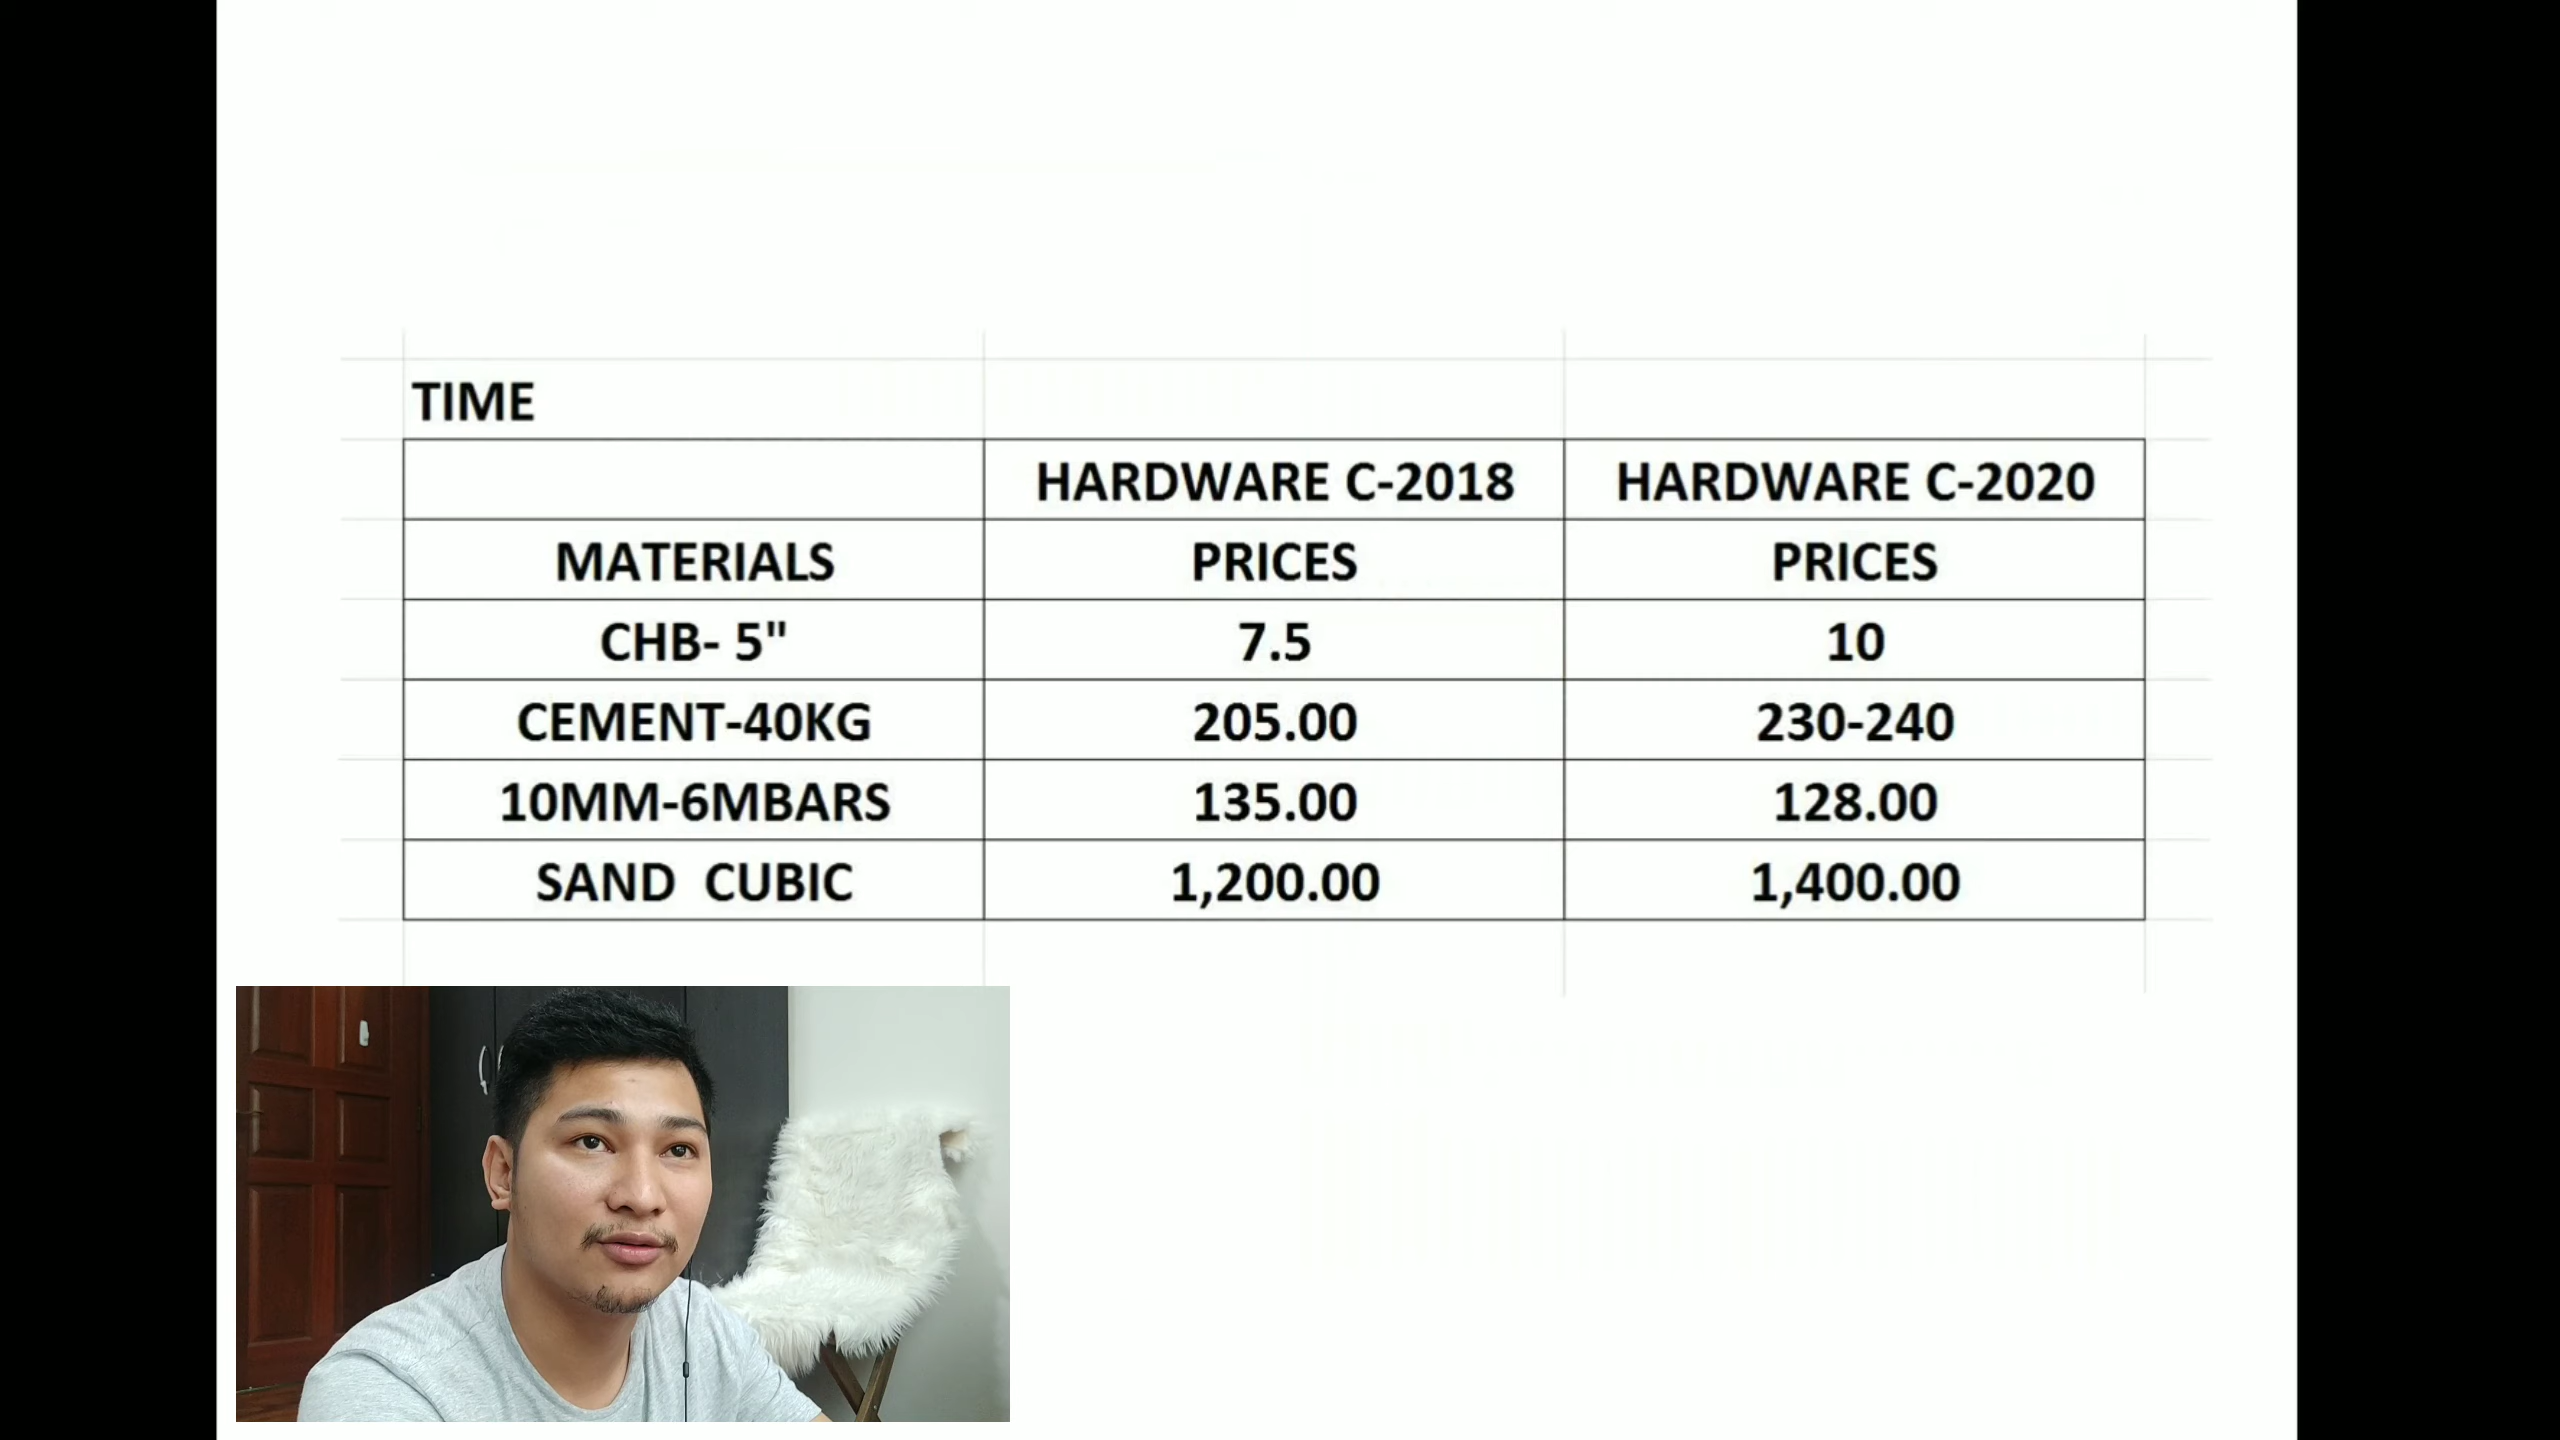 TIME
HARDWARE C-2018 HARDWARE C-2020
MATERIALS PRICES PRICES
CHB- 5" 7.5 10
CEMENT-40KG 205.00 230-240
10MM-6MBARS 135.00 128.00
SAND CUBIC 1,200.00 1,400.00